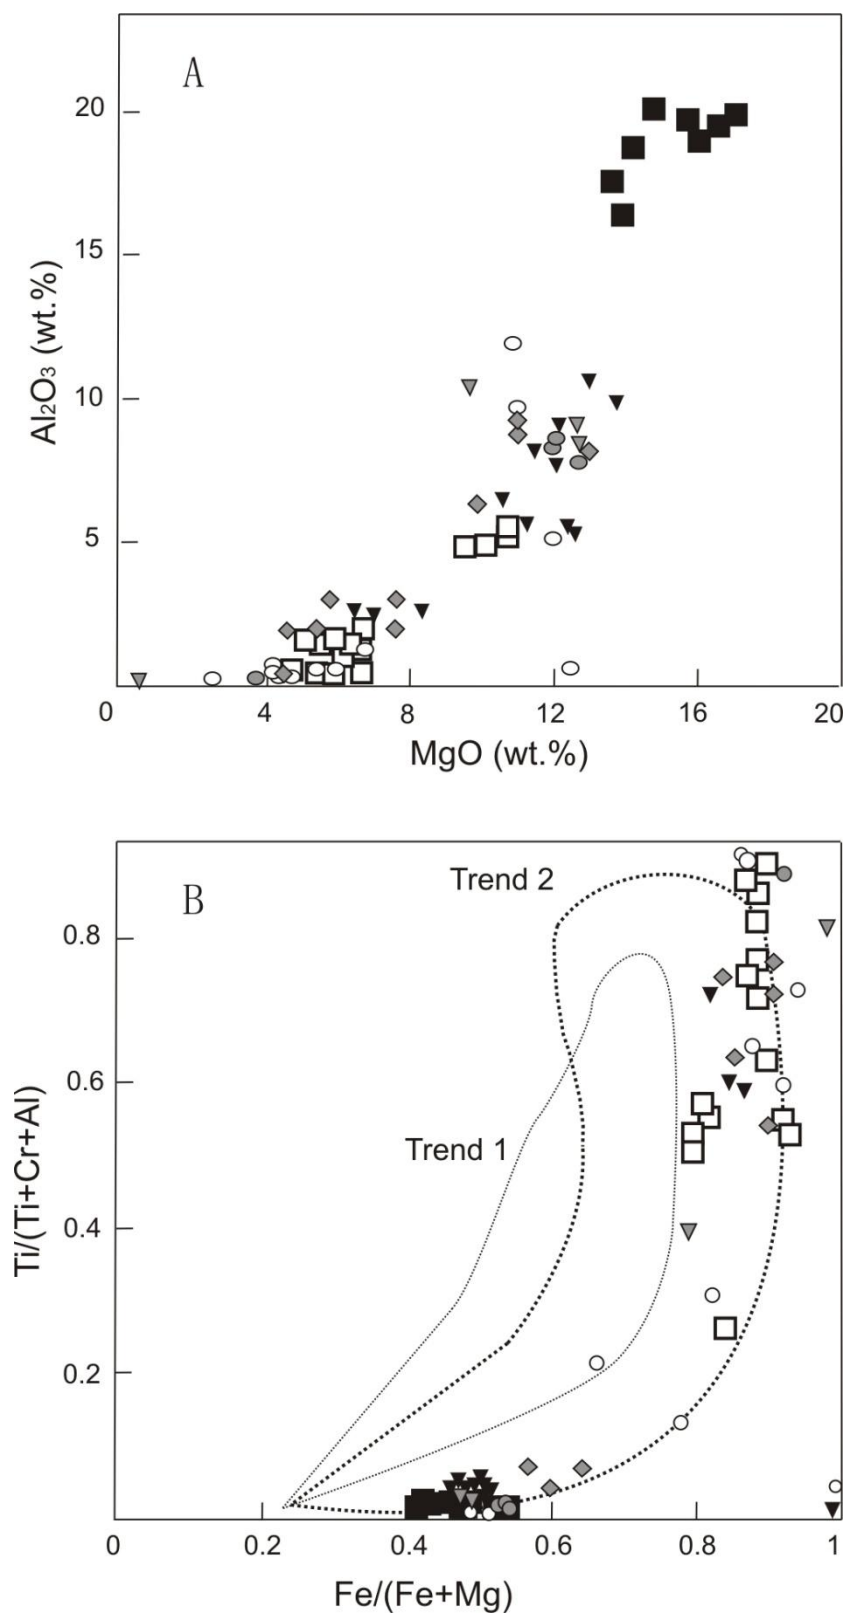 A
20
15
10
5
Al₂O₃ (wt.%)
0
4
8
12
16
20
MgO (wt.%)
B
Trend 2
Trend 1
0.8
0.6
0.4
0.2
Ti/(Ti+Cr+Al)
0
0.2
0.4
0.6
0.8
1
Fe/(Fe+Mg)